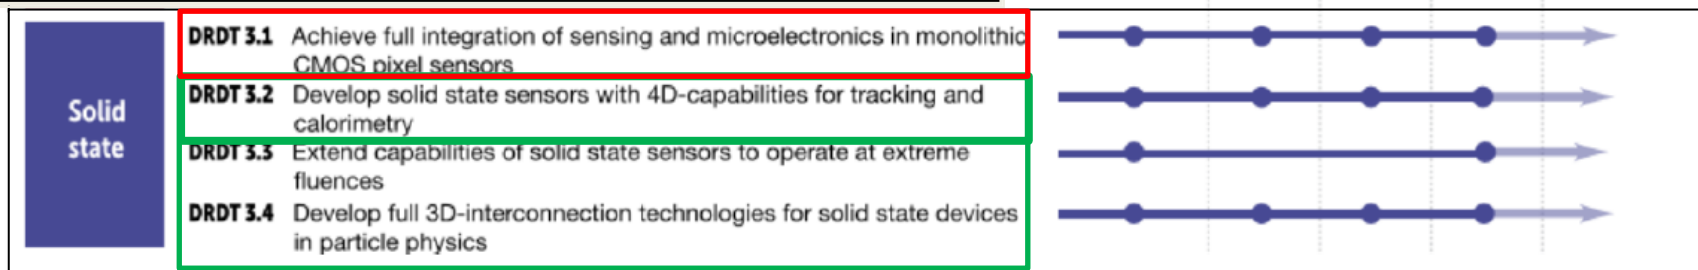 Solid
state
DRDT 3.1 Achieve full integration of sensing and microelectronics in monolithic
CMOS pixel sensors
DRDT 3.2 Develop solid state sensors with 4D-capabilities for tracking and
calorimetry
DRDT 3.3 Extend capabilities of solid state sensors to operate at extreme
fluences
DRDT 3.4 Develop full 3D-interconnection technologies for solid state devices
in particle physics